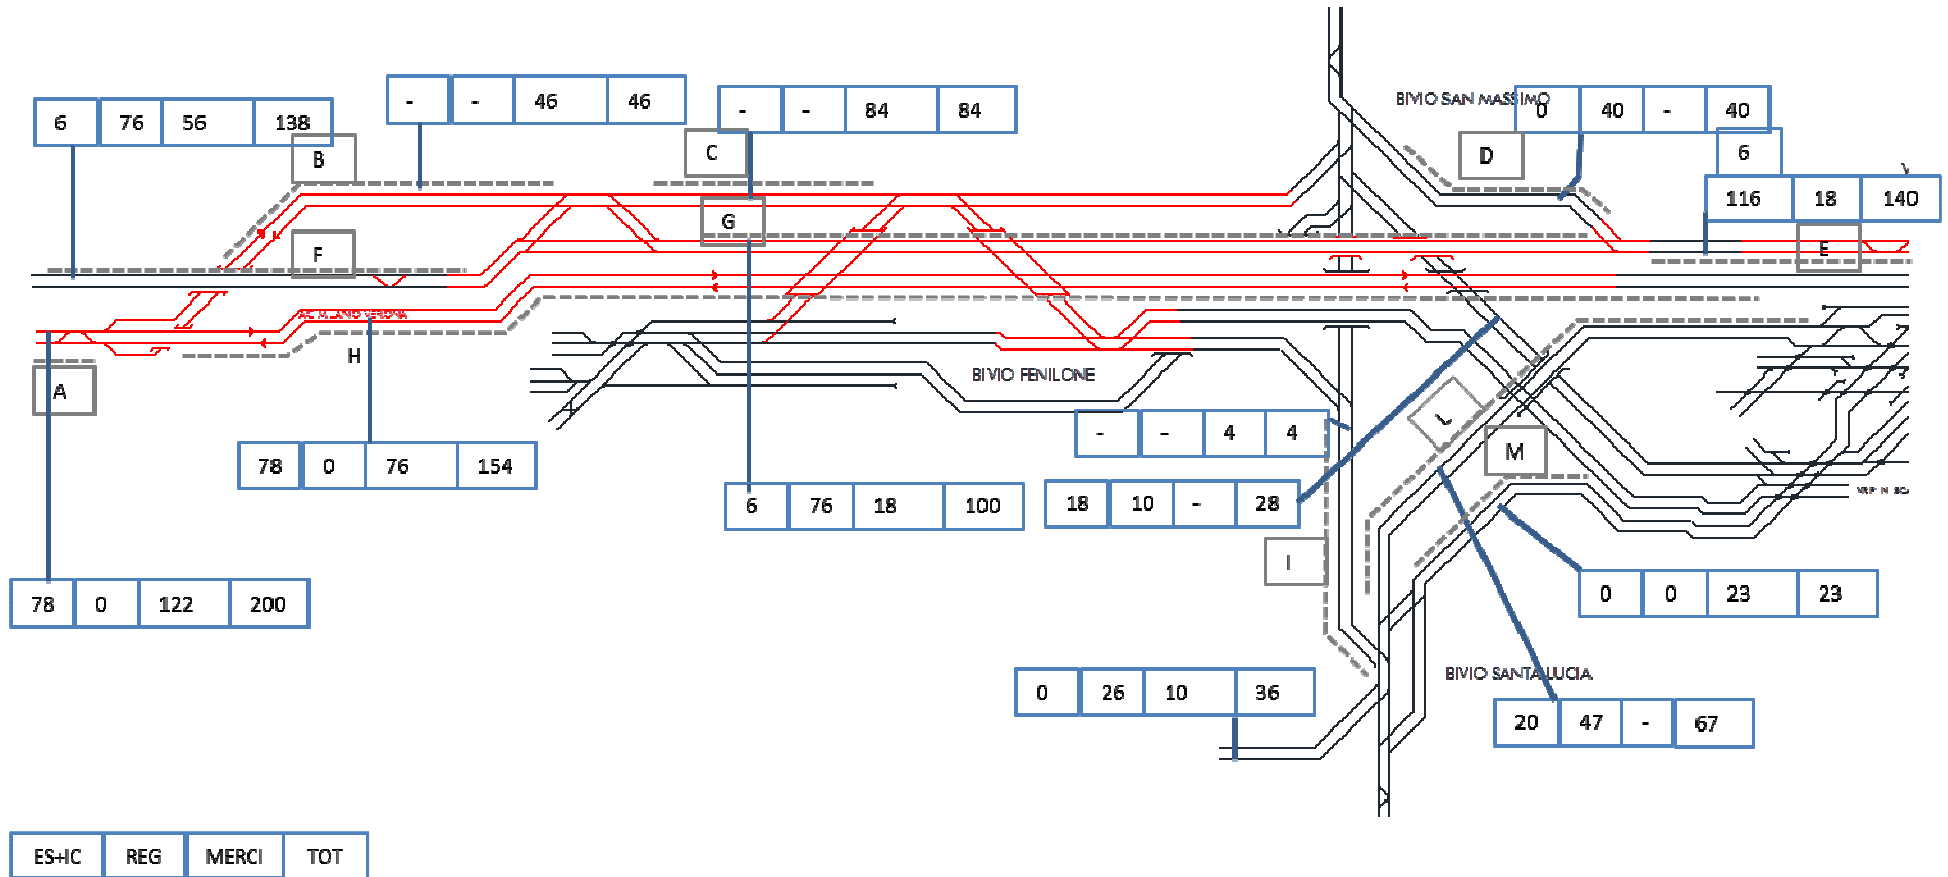 - - 46 46
- - 84 84
BIVIO SAN MASSIMO
0 40 - 40
6 76 56 138
B
C
D
6
116 18 140
G
F
E
H
BIVIO FENILONE
A
- - 4 4
L
M
78 0 76 154
6 76 18 100
18 10 - 28
I
78 0 122 200
0 0 23 23
BIVIO SANTA LUCIA
0 26 10 36
20 47 - 67
ES+IC REG MERCI TOT